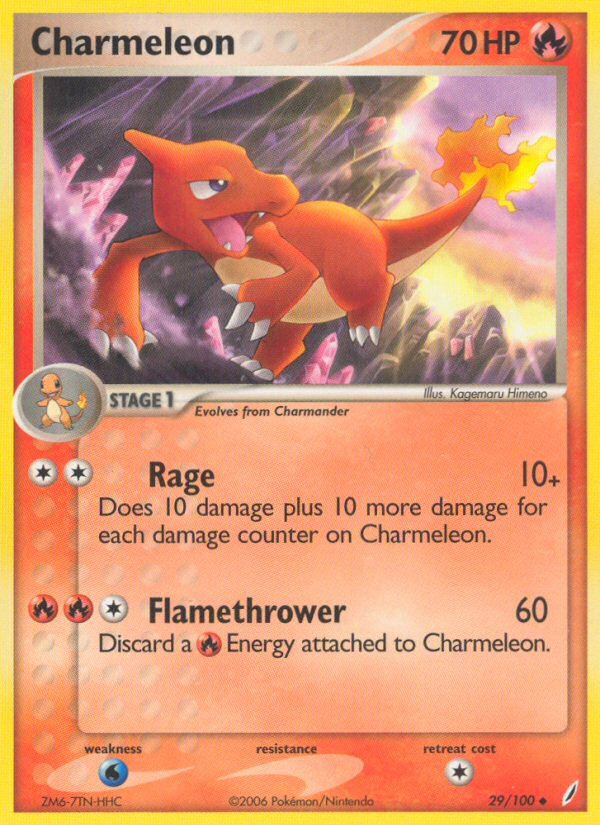 Charmeleon 70 HP
Illus. Kagemaru Himeno
STAGE 1
Evolves from Charmander
Rage 10+
Does 10 damage plus 10 more damage for
each damage counter on Charmeleon.
Flamethrower 60
Discard a Energy attached to Charmeleon.
weakness resistance retreat cost
ZM6-7TN-HHC ©2006 Pokémon/Nintendo 29/100